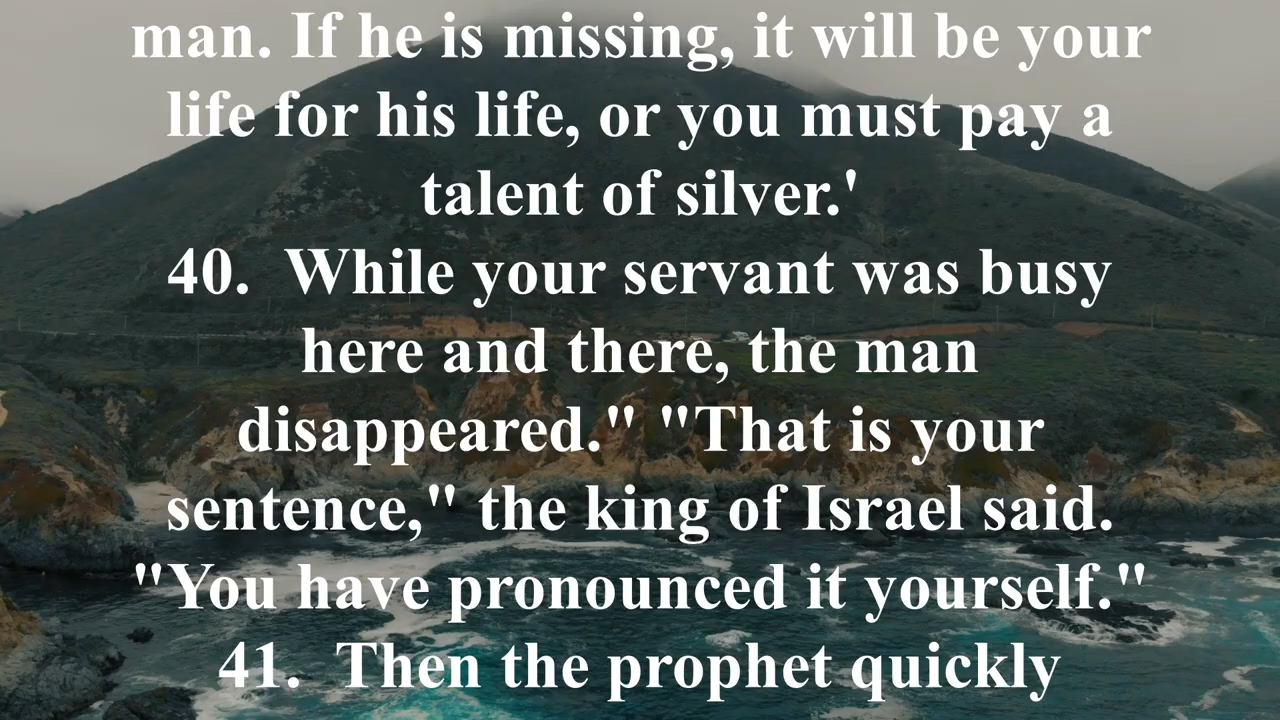 man. If he is missing, it will be your
life for his life, or you must pay a
talent of silver.'
40.  While your servant was busy
here and there, the man
disappeared." "That is your
sentence," the king of Israel said.
"You have pronounced it yourself."
41.  Then the prophet quickly